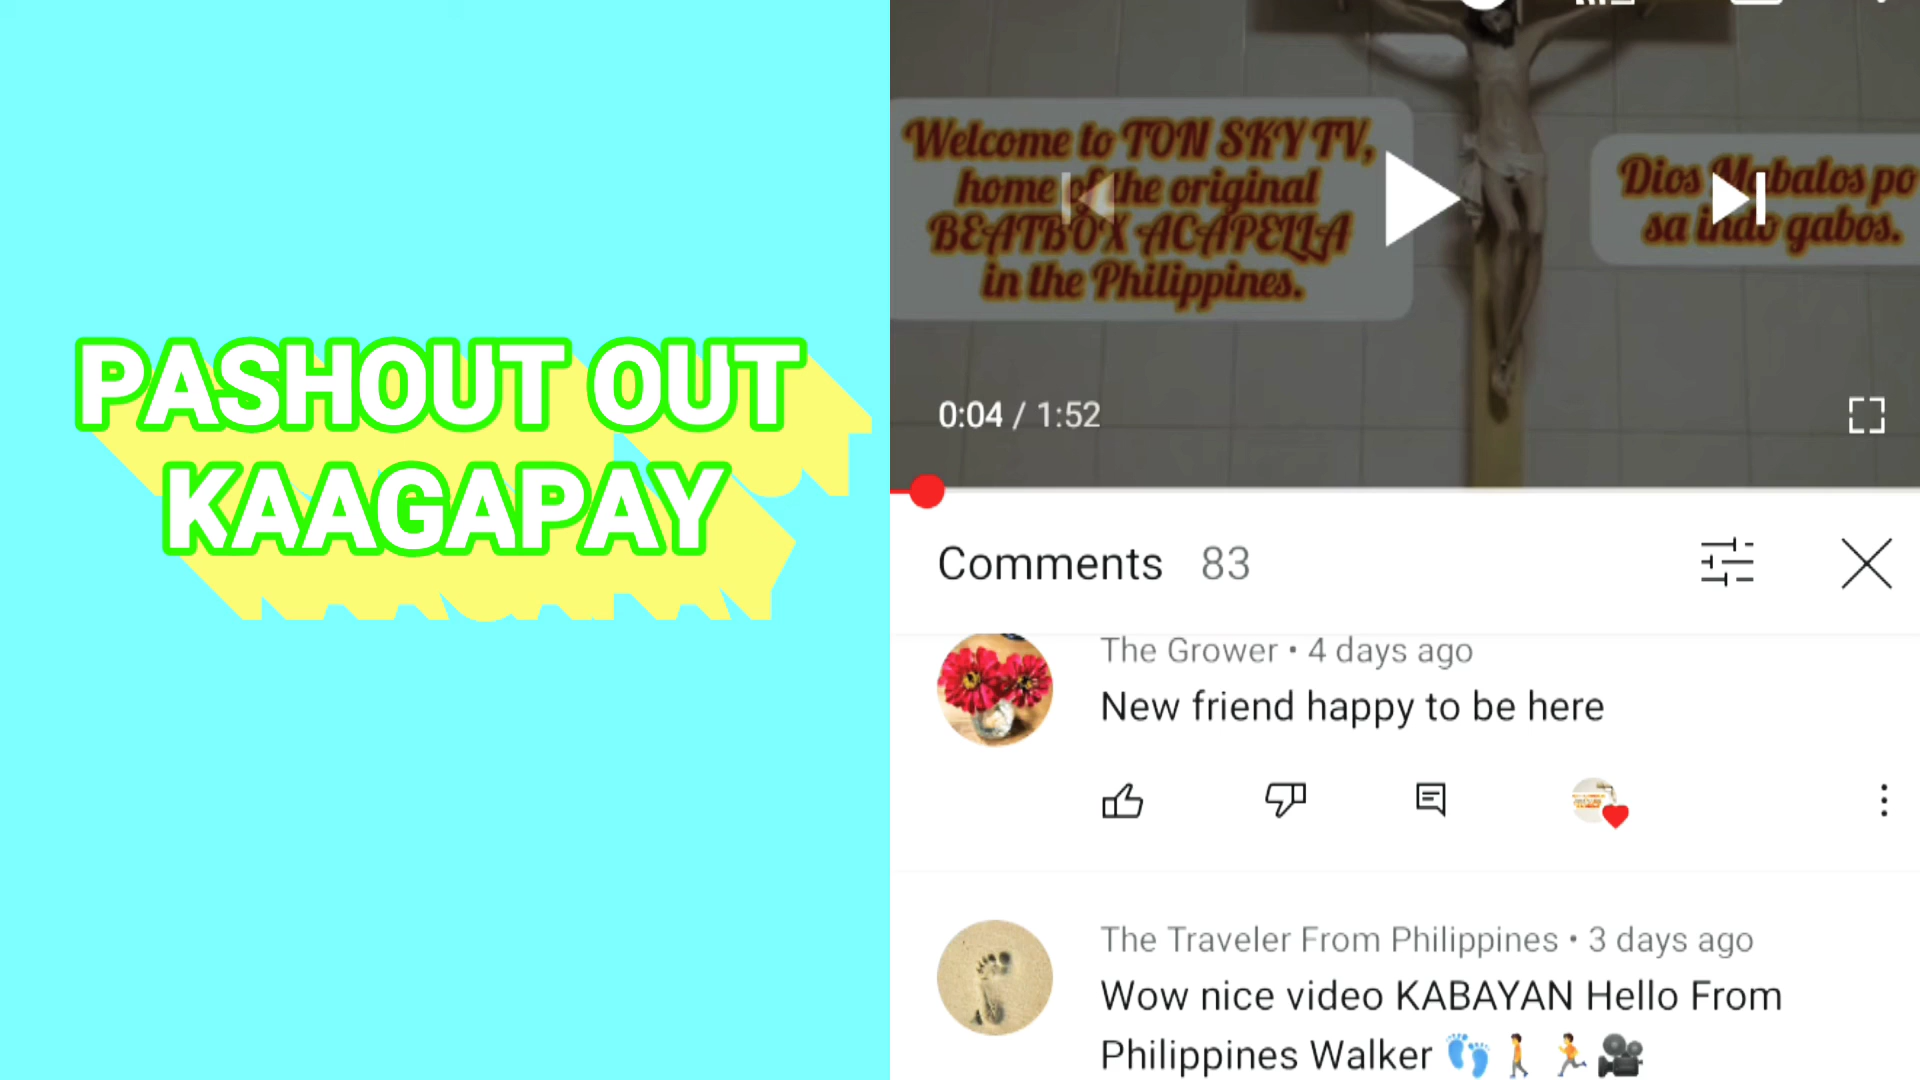 PASHOUT OUT
KAAGAPAY
Welcome to TON SKY TV,
home of the original
BEATBOX ACAPELLA
in the Philippines.
Dios Mabalos po
sa indo gabos.
0:04 / 1:52
Comments 83
The Grower • 4 days ago
New friend happy to be here
The Traveler From Philippines • 3 days ago
Wow nice video KABAYAN Hello From
Philippines Walker 👣🚶🏃🎥